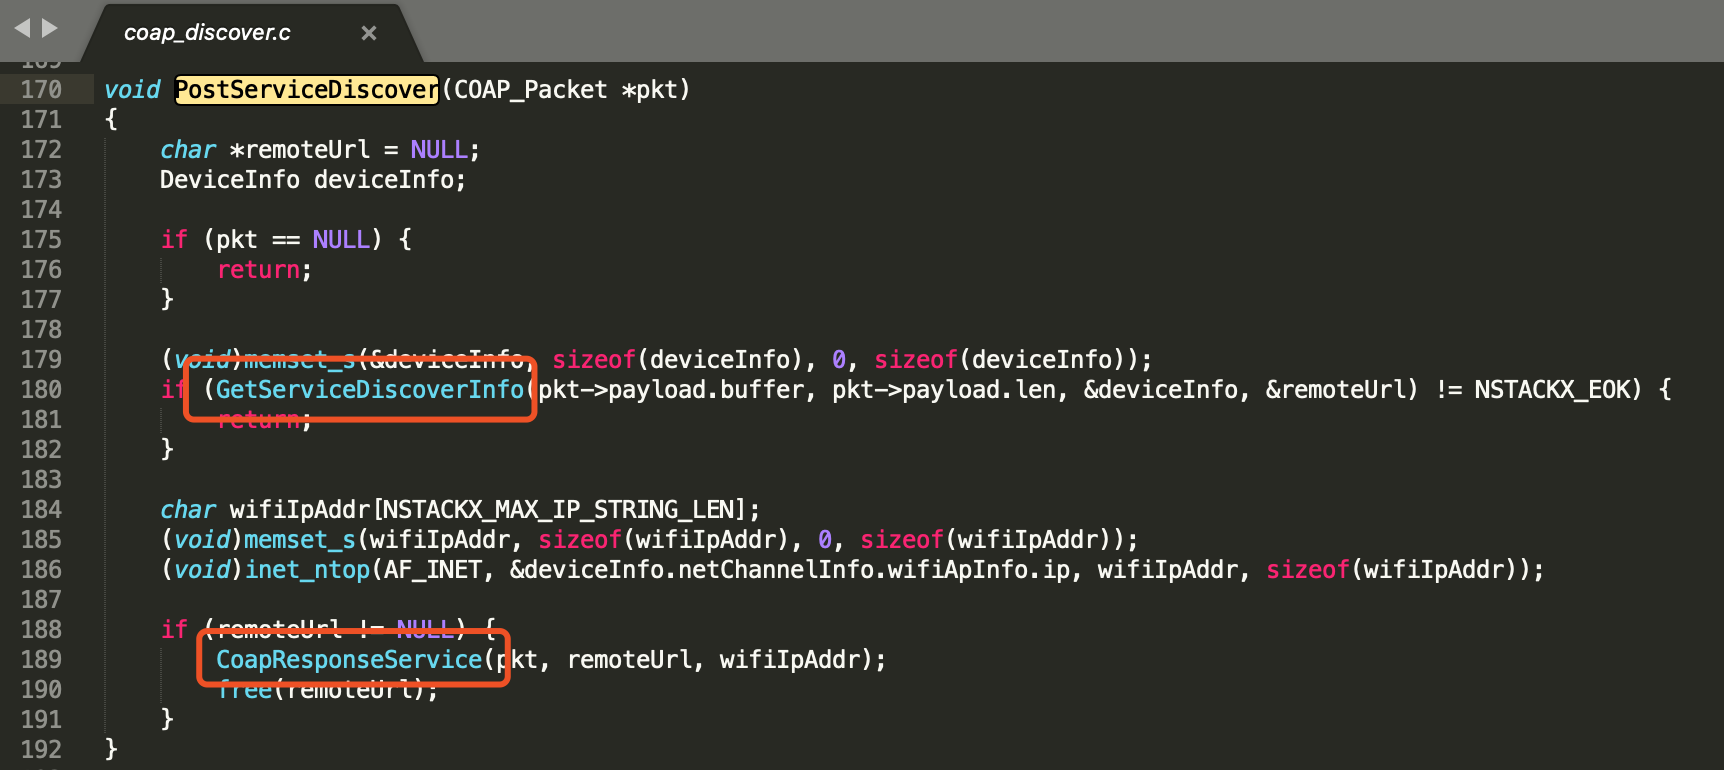 coap_discover.c ×
169
170 void PostServiceDiscover(COAP_Packet *pkt)
171 {
172     char *remoteUrl = NULL;
173     DeviceInfo deviceInfo;
174
175     if (pkt == NULL) {
176         return;
177     }
178
179     (void)memset_s(&deviceInfo, sizeof(deviceInfo), 0, sizeof(deviceInfo));
180     if (GetServiceDiscoverInfo(pkt->payload.buffer, pkt->payload.len, &deviceInfo, &remoteUrl) != NSTACKX_EOK) {
181         return;
182     }
183
184     char wifiIpAddr[NSTACKX_MAX_IP_STRING_LEN];
185     (void)memset_s(wifiIpAddr, sizeof(wifiIpAddr), 0, sizeof(wifiIpAddr));
186     (void)inet_ntop(AF_INET, &deviceInfo.netChannelInfo.wifiApInfo.ip, wifiIpAddr, sizeof(wifiIpAddr));
187
188     if (remoteUrl != NULL) {
189         CoapResponseService(pkt, remoteUrl, wifiIpAddr);
190         free(remoteUrl);
191     }
192 }